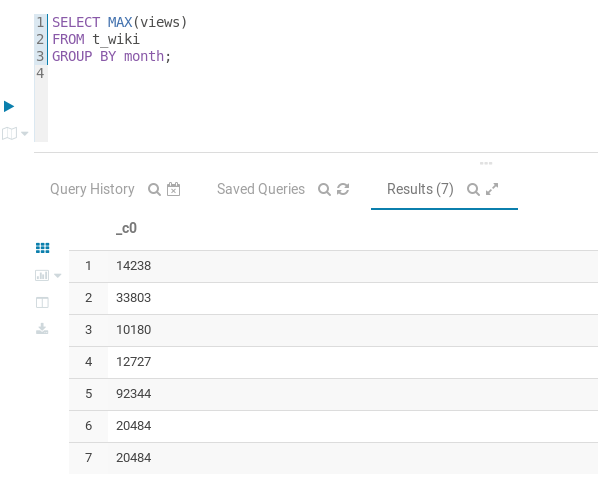 1 SELECT MAX(views)
2 FROM t_wiki
3 GROUP BY month;
4
Query History Saved Queries Results (7)
_c0
1 14238
2 33803
3 10180
4 12727
5 92344
6 20484
7 20484